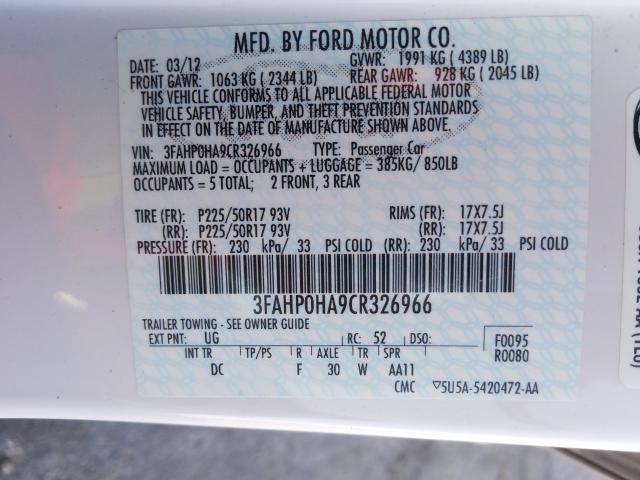 MFD. BY FORD MOTOR CO.
DATE: 03/12 GVWR: 1991 KG ( 4389 LB)
FRONT GAWR: 1063 KG ( 2344 LB) REAR GAWR: 928 KG ( 2045 LB)
THIS VEHICLE CONFORMS TO ALL APPLICABLE FEDERAL MOTOR
VEHICLE SAFETY, BUMPER, AND THEFT PREVENTION STANDARDS
IN EFFECT ON THE DATE OF MANUFACTURE SHOWN ABOVE.
VIN: 3FAHP0HA9CR326966 TYPE: Passenger Car
MAXIMUM LOAD = OCCUPANTS + LUGGAGE = 385KG/ 850LB
OCCUPANTS = 5 TOTAL; 2 FRONT, 3 REAR
TIRE (FR): P225/50R17 93V RIMS (FR): 17X7.5J
(RR): P225/50R17 93V (RR): 17X7.5J
PRESSURE (FR): 230 kPa/ 33 PSI COLD (RR): 230 kPa/ 33 PSI COLD
3FAHP0HA9CR326966
TRAILER TOWING - SEE OWNER GUIDE
EXT PNT: UG RC: 52 DSO: F0095
R0080
INT TR TP/PS R AXLE TR SPR
DC F 30 W AA11
CMC ▽5U5A-5420472-AA